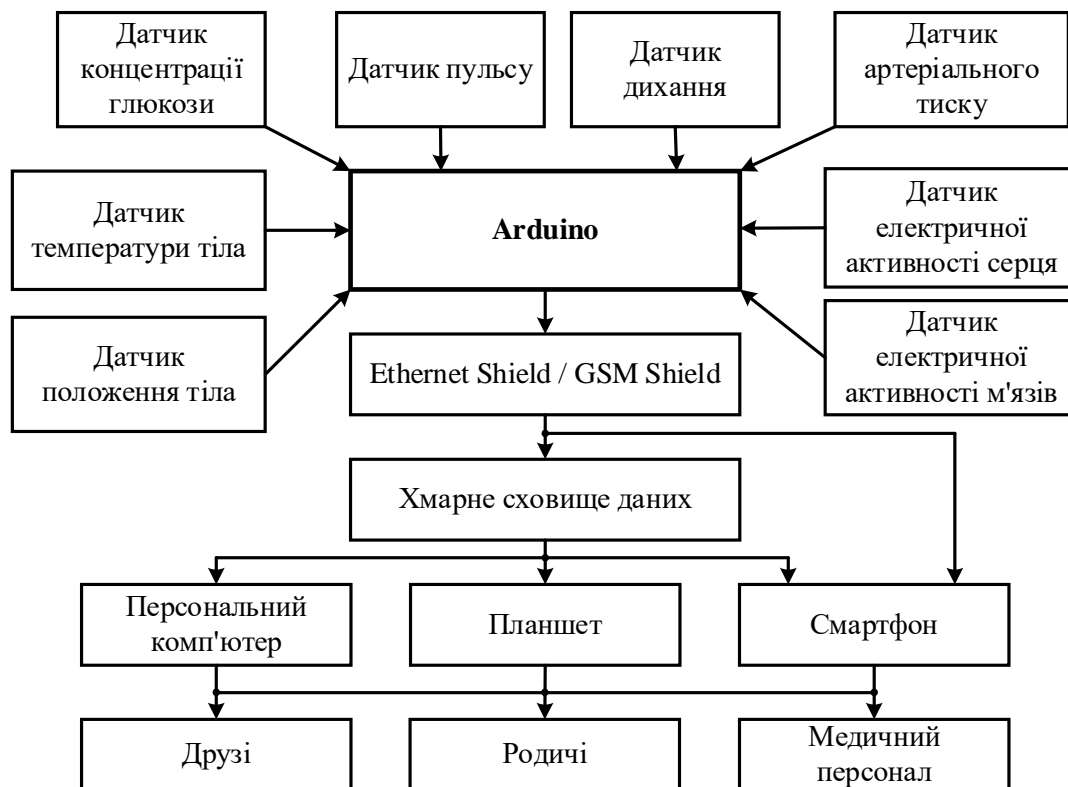 Датчик
концентрації
глюкози
Датчик пульсу
Датчик
дихання
Датчик
артеріального
тиску
Датчик
температури тіла
Arduino
Датчик
електричної
активності серця
Датчик
положення тіла
Ethernet Shield / GSM Shield
Датчик
електричної
активності м'язів
Хмарне сховище даних
Персональний
комп'ютер
Планшет
Смартфон
Друзі
Родичі
Медичний
персонал